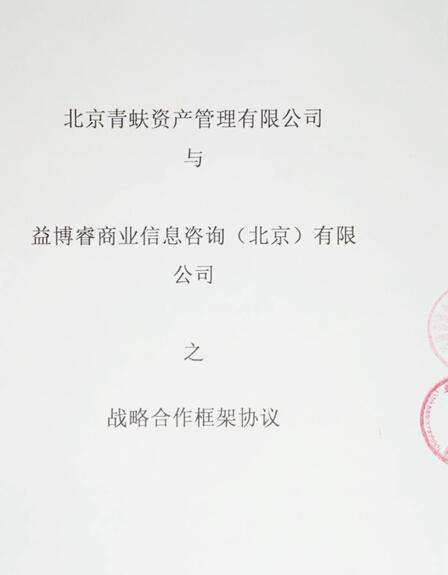 北京青蚨资产管理有限公司
与
益博睿商业信息咨询（北京）有限
公司
之
战略合作框架协议